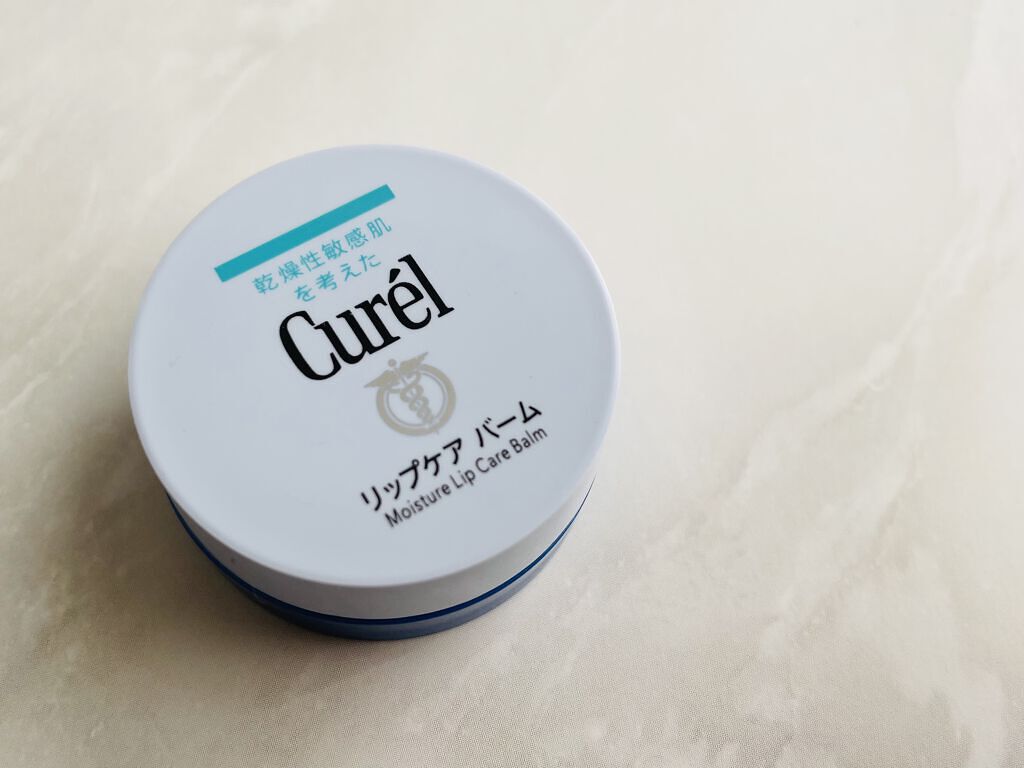 乾燥性敏感肌
を考えた
Curél
リップケア バーム
Moisture Lip Care Balm